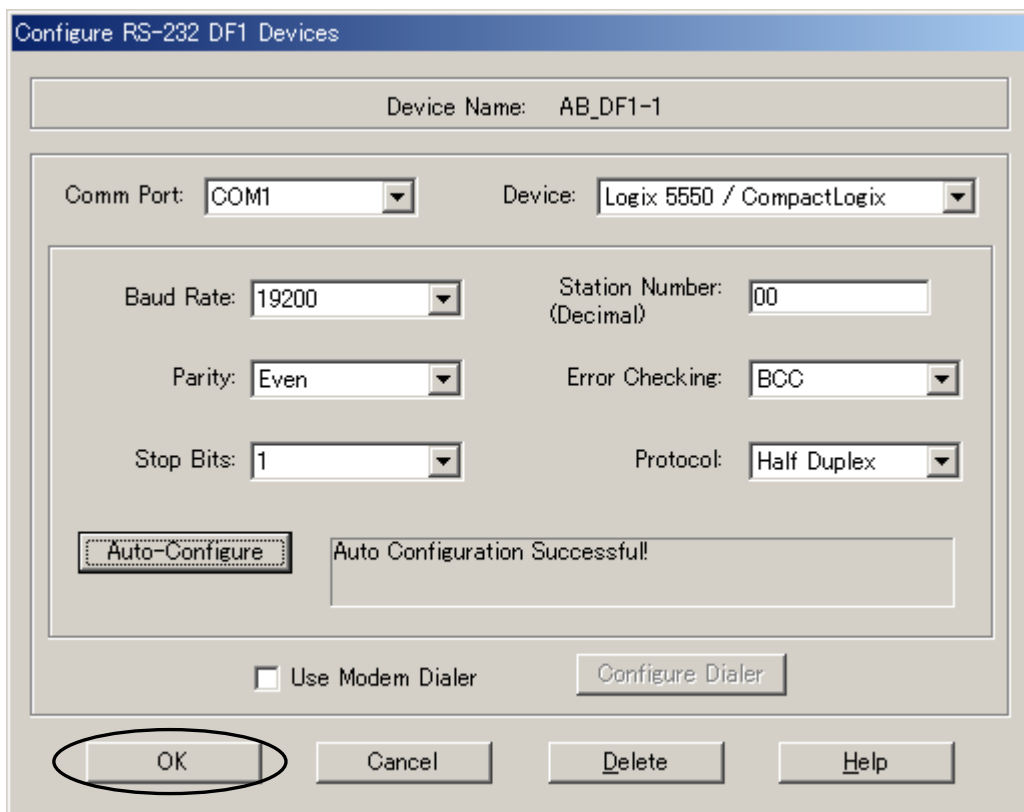 Configure RS-232 DF1 Devices
Device Name: AB_DF1-1
Comm Port: COM1 Device: Logix 5550 / CompactLogix
Baud Rate: 19200 Station Number: 00
(Decimal)
Parity: Even Error Checking: BCC
Stop Bits: 1 Protocol: Half Duplex
Auto-Configure Auto Configuration Successful!
Use Modem Dialer Configure Dialer
OK Cancel Delete Help